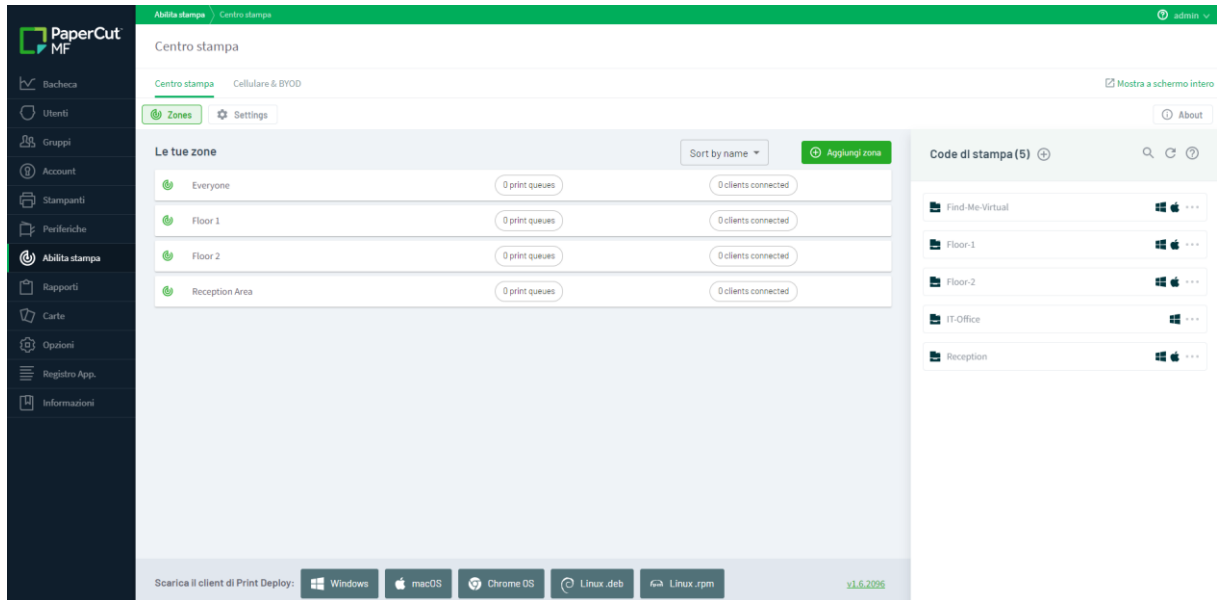 PaperCut
MF
Bacheca
Utenti
Gruppi
Account
Stampanti
Periferiche
Abilita stampa
Rapporti
Carte
Opzioni
Registro App.
Informazioni
Abilita stampa Centro stampa
admin
Centro stampa
Centro stampa Cellulare & BYOD
Mostra a schermo intero
Zones Settings
About
Le tue zone
Sort by name
Aggiungi zona
Everyone 0 print queues 0 clients connected
Floor 1 0 print queues 0 clients connected
Floor 2 0 print queues 0 clients connected
Reception Area 0 print queues 0 clients connected
Code di stampa (5)
Find-Me-Virtual
Floor-1
Floor-2
IT-Office
Reception
Scarica il client di Print Deploy: Windows macOS Chrome OS Linux .deb Linux .rpm
v1.6.2096